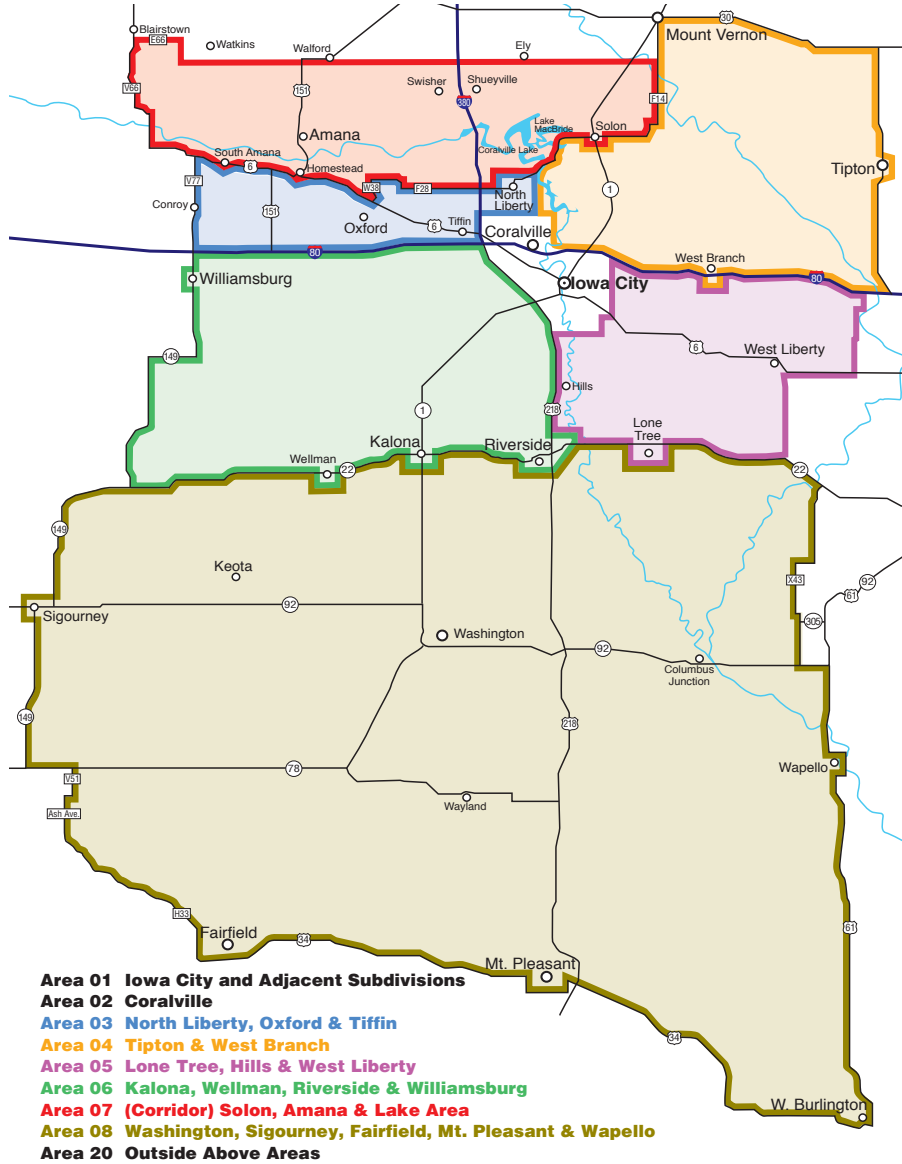 30
Blairstown
E66
Watkins
Walford
Ely
Mount Vernon
V66
151
Swisher
Shueyville
380
F14
Lake
MacBride
Solon
Amana
Coralville Lake
South Amana
6
Homestead
Tipton
V77
W38
F28
North
Liberty
1
Conroy
151
Oxford
6
Tiffin
Coralville
80
West Branch
Williamsburg
Iowa City
80
149
6
West Liberty
Hills
1
218
Kalona
Riverside
Lone
Tree
Wellman
22
22
149
Keota
X43
92
61
Sigourney
92
305
Washington
92
Columbus
Junction
149
218
78
Wapello
V51
Wayland
Ash Ave.
H33
Fairfield
34
61
Mt. Pleasant
34
W. Burlington
Area 01 Iowa City and Adjacent Subdivisions
Area 02 Coralville
Area 03 North Liberty, Oxford & Tiffin
Area 04 Tipton & West Branch
Area 05 Lone Tree, Hills & West Liberty
Area 06 Kalona, Wellman, Riverside & Williamsburg
Area 07 (Corridor) Solon, Amana & Lake Area
Area 08 Washington, Sigourney, Fairfield, Mt. Pleasant & Wapello
Area 20 Outside Above Areas